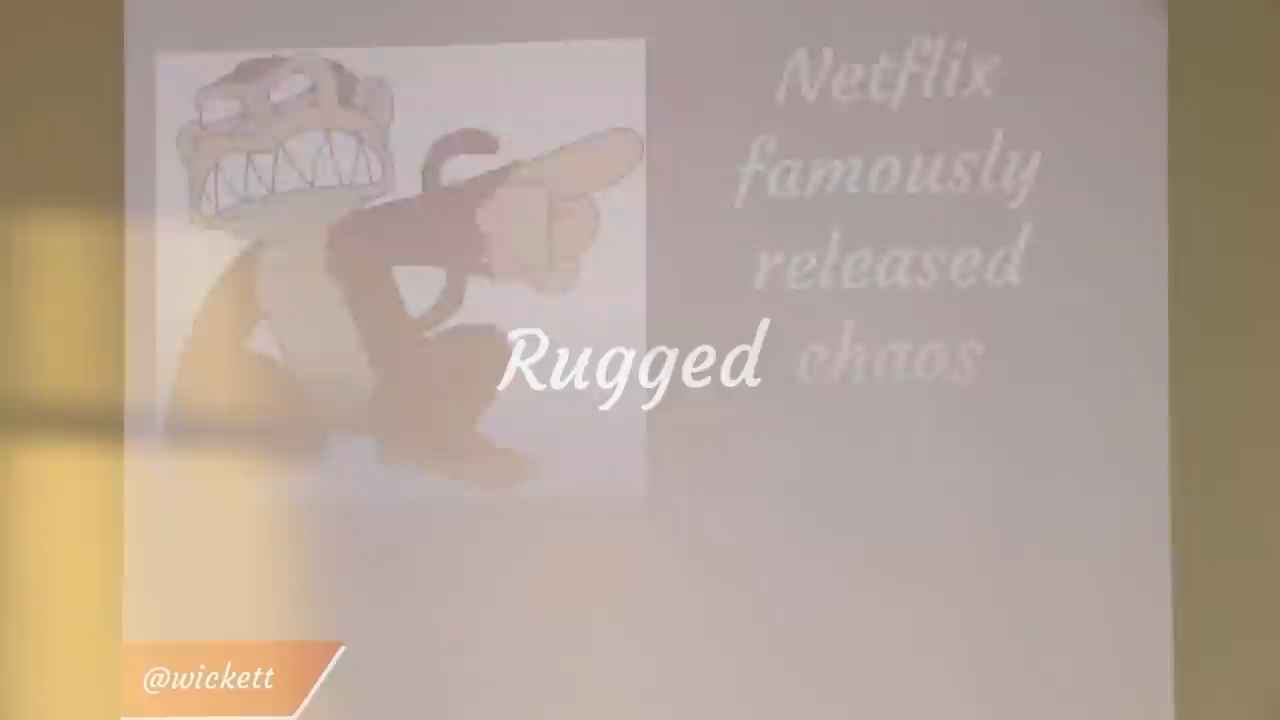 Netflix
famously
released
chaos
Rugged
@wickett